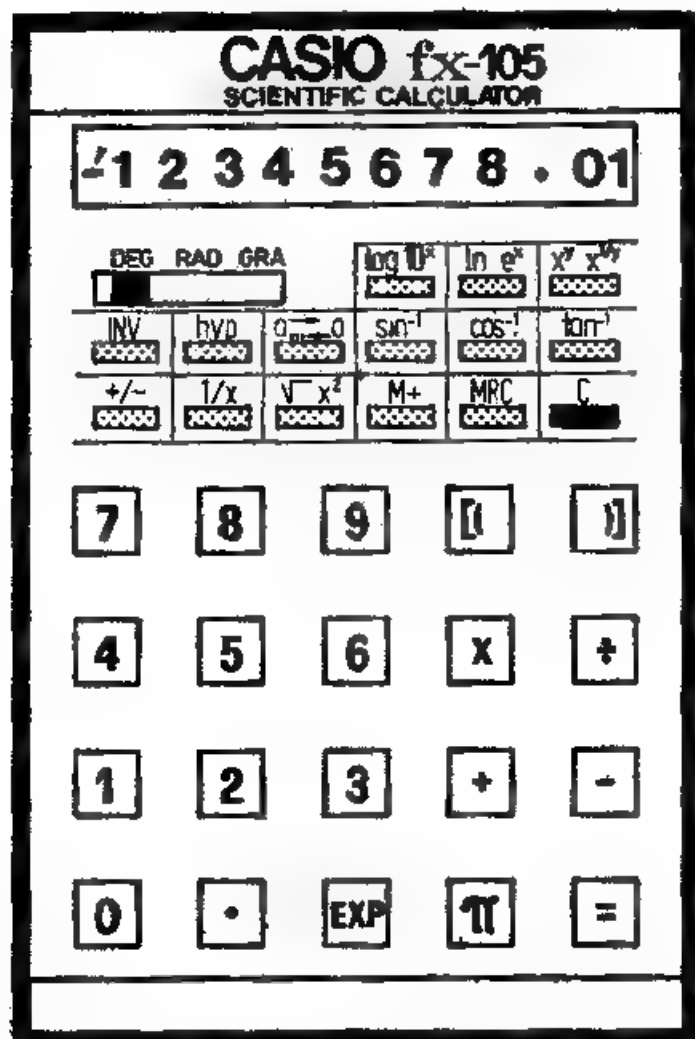 CASIO fx-105
SCIENTIFIC CALCULATOR
-1 2 3 4 5 6 7 8 . 01
DEG RAD GRA
log 10ˣ ln eˣ xʸ x¹/ʸ
INV hyp sin⁻¹ cos⁻¹ tan⁻¹
+/- 1/x √ x² M+ MRC C
7 8 9 [( )]
4 5 6 x ÷
1 2 3 + -
0 • EXP π =